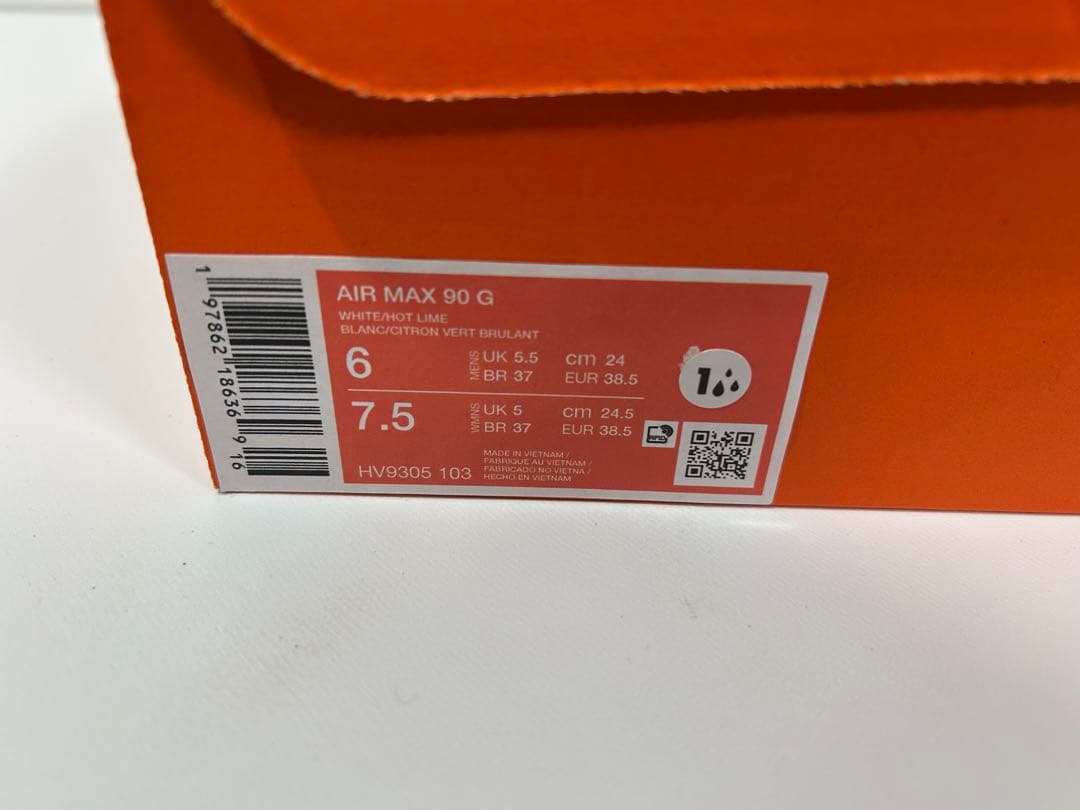 AIR MAX 90 G
WHITE/HOT LIME
BLANC/CITRON VERT BRULANT
6 MENS UK 5.5 cm 24
BR 37 EUR 38.5
7.5 WMNS UK 5 cm 24.5
BR 37 EUR 38.5
HV9305 103
MADE IN VIETNAM /
FABRIQUE AU VIETNAM /
FABRICADO NO VIETNA /
HECHO EN VIETNAM
1
1 97862 18636 9 16